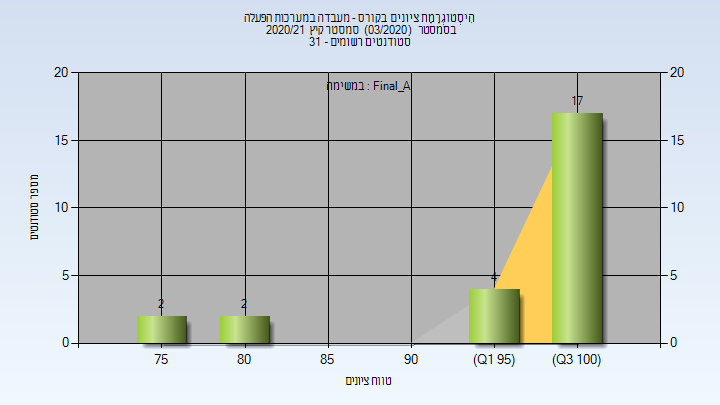 היסטוגרמת ציונים בקורס - מעבדה במערכות הפעלה
בסמסטר (03/2020) סמסטר קיץ 2020/21
סטודנטים רשומים - 31
במשימה : Final_A
20
15
10
5
0
20
15
10
5
0
מספר סטודנטים
2
2
4
17
75
80
85
90
(Q1 95)
(Q3 100)
טווח ציונים